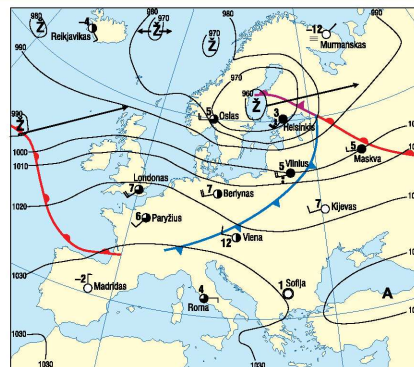 980
Ž
4
Reikjavikas
970
960
Ž
970
Ž
980
-12
Murmanskas
990
970
960
Ž
5
Oslas
3
Helsinkis
990
Ž
1000
1010
5
Maskva
Vilnius
5
Londonas
7
7
Berlynas
6
Paryžius
7
Kijevas
1020
12
Viena
1030
-2
Madridas
4
Roma
1
Sofija
A
1030
1030
1030